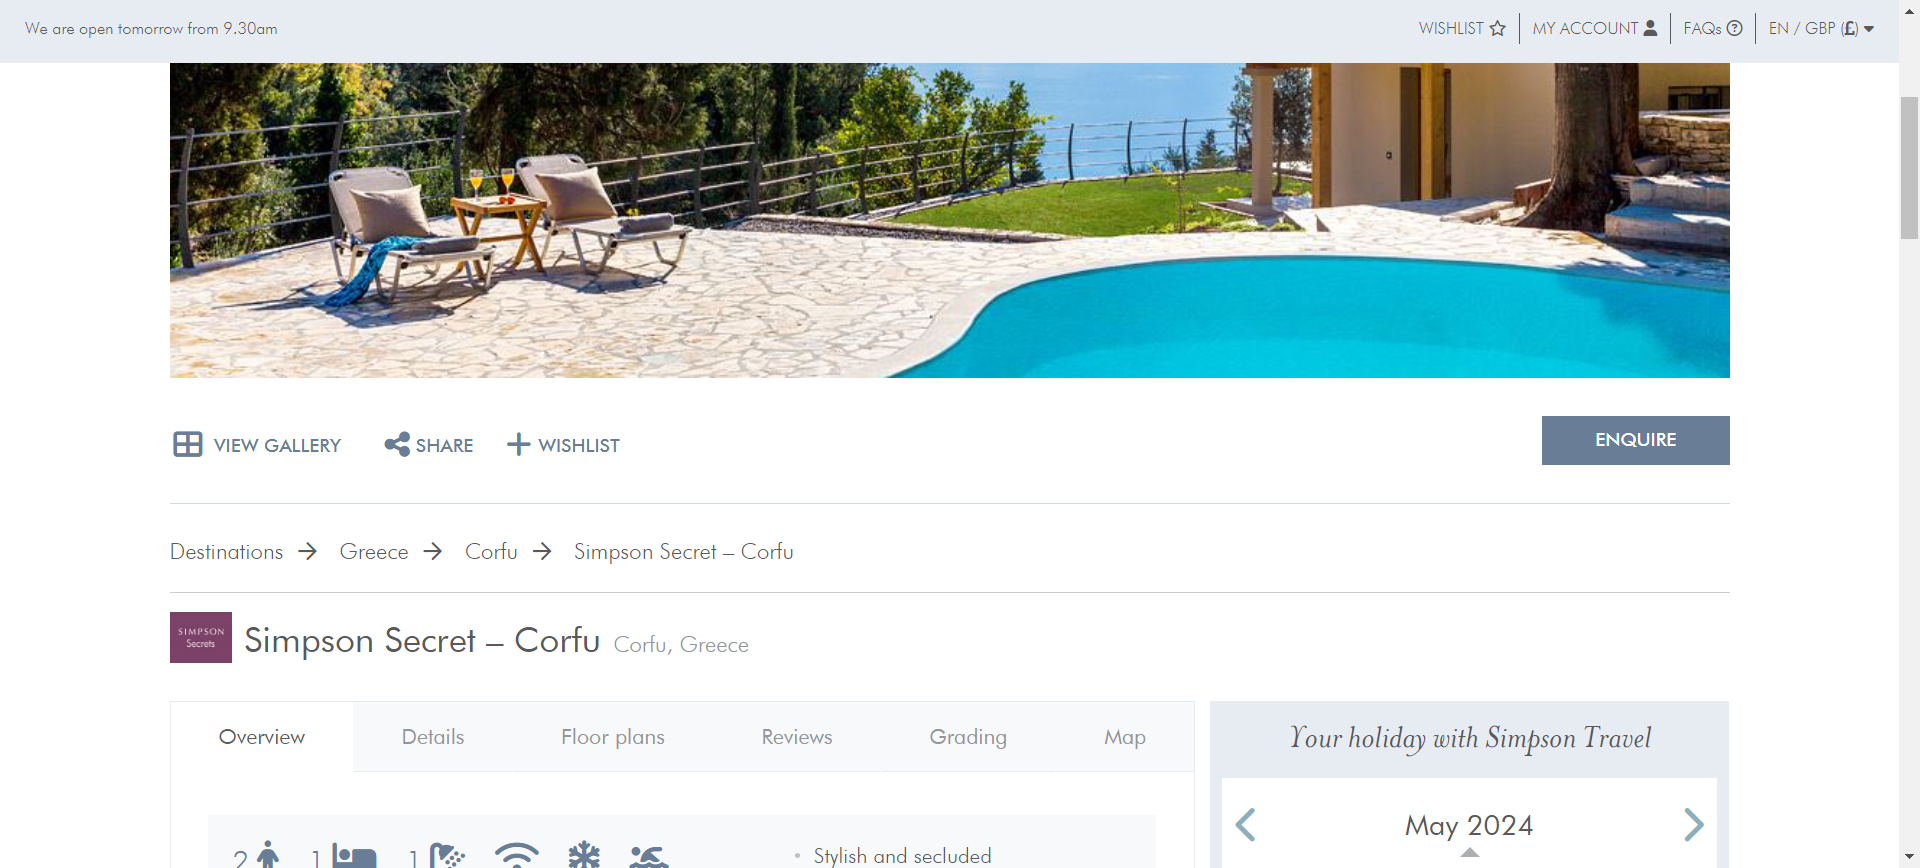 We are open tomorrow from 9.30am
WISHLIST
MY ACCOUNT
FAQs
EN / GBP (£)
VIEW GALLERY
SHARE
WISHLIST
ENQUIRE
Destinations → Greece → Corfu → Simpson Secret – Corfu
SIMPSON
Secrets
Simpson Secret – Corfu Corfu, Greece
Overview
Details
Floor plans
Reviews
Grading
Map
Your holiday with Simpson Travel
May 2024
2
1
1
• Stylish and secluded